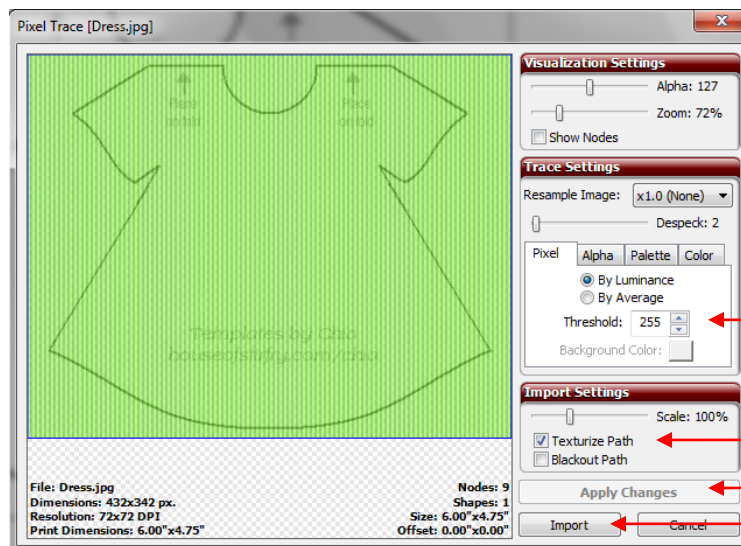 Pixel Trace [Dress.jpg]
Place on fold
Place on fold
Templates by Chia
houseofstirfry.com/chia
File: Dress.jpg
Dimensions: 432x342 px.
Resolution: 72x72 DPI
Print Dimensions: 6.00"x4.75"
Nodes: 9
Shapes: 1
Size: 6.00"x4.75"
Offset: 0.00"x0.00"
Visualization Settings
Alpha: 127
Zoom: 72%
Show Nodes
Trace Settings
Resample Image: x1.0 (None)
Despeck: 2
Pixel Alpha Palette Color
By Luminance
By Average
Threshold: 255
Background Color:
Import Settings
Scale: 100%
Texturize Path
Blackout Path
Apply Changes
Import Cancel